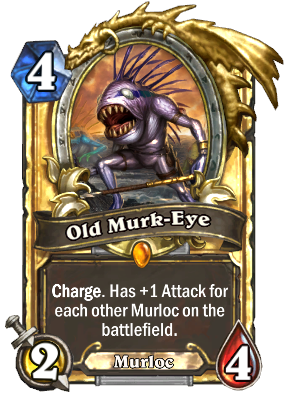 4
Old Murk-Eye
Charge. Has +1 Attack for
each other Murloc on the
battlefield.
2
Murloc
4